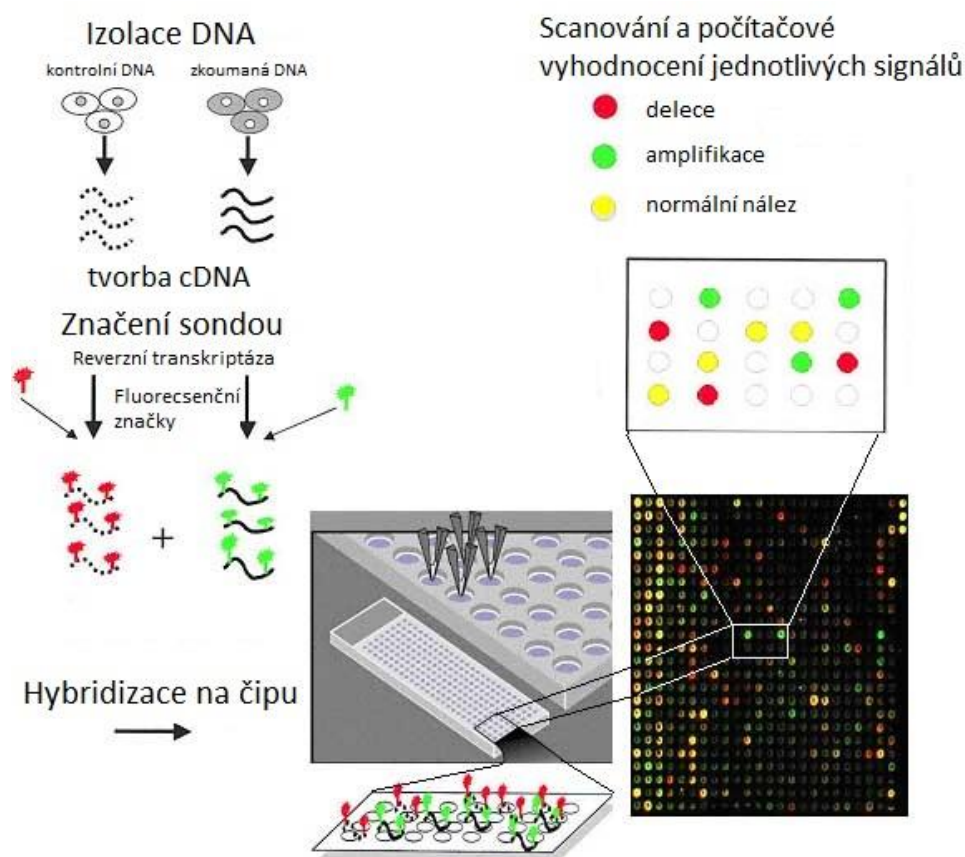 Izolace DNA
kontrolní DNA zkoumaná DNA
tvorba cDNA
Značení sondou
Reverzní transkriptáza
Fluorecsenční
značky
+
Hybridizace na čipu
Scanování a počítačové
vyhodnocení jednotlivých signálů
delece
amplifikace
normální nález